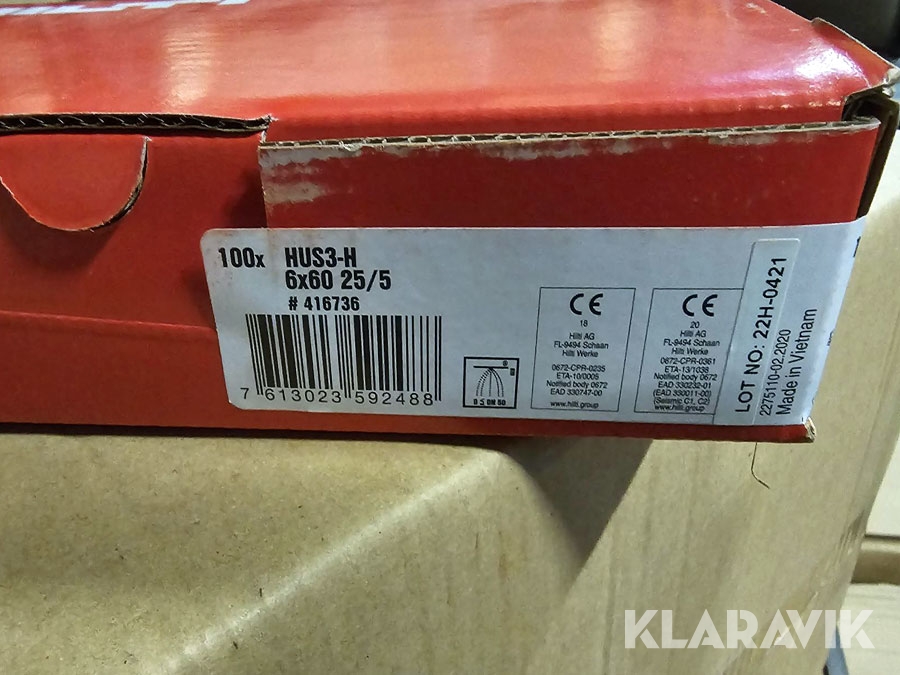 100x HUS3-H
6x60 25/5
# 416736
7 613023 592488
D ≤ DN 50
CE
18
Hilti AG
FL-9494 Schaan
Hilti Werke
0672-CPR-0235
ETA-10/0005
Notified body 0672
EAD 330747-00
www.hilti.group
CE
20
Hilti AG
FL-9494 Schaan
Hilti Werke
0672-CPR-0361
ETA-13/1038
Notified body 0672
EAD 330232-01
(EAD 330011-00)
(Seismic C1, C2)
www.hilti.group
LOT NO: 22H-0421
2275110-02.2020
Made in Vietnam
KLARAVIK